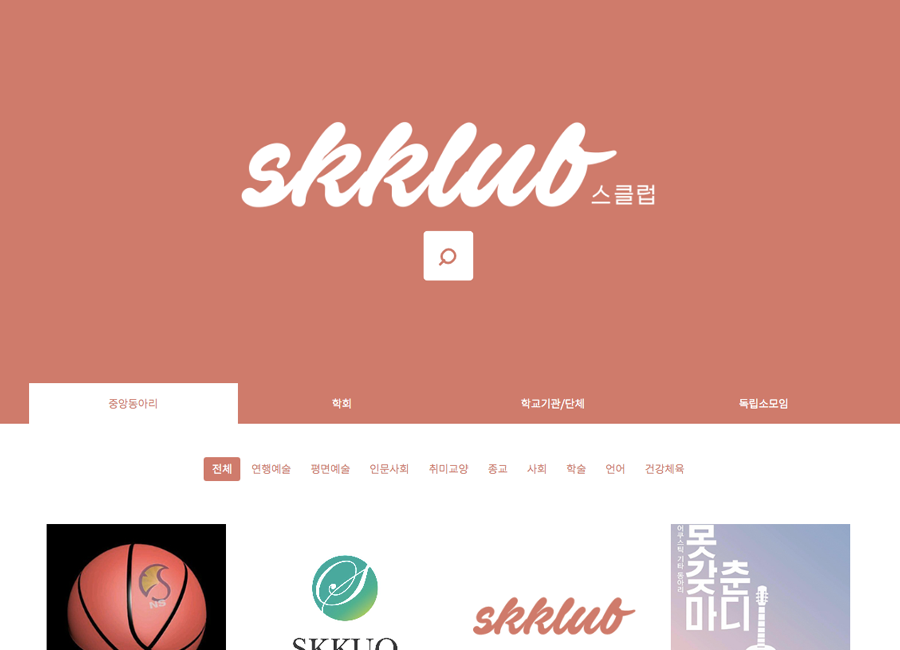 skklub 스클럽
중앙동아리 학회 학교기관/단체 독립소모임
전체 연행예술 평면예술 인문사회 취미교양 종교 사회 학술 언어 건강체육
NS
SKKUO
skklub
어쿠스틱 기타 동아리
못
갖춘
마디